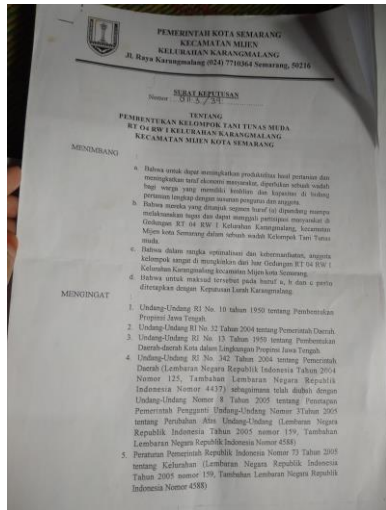 PEMERINTAH KOTA SEMARANG
KECAMATAN MIJEN
KELURAHAN KARANGMALANG
Jl. Raya Karangmalang (024) 7710364 Semarang, 50216
SURAT KEPUTUSAN
Nomor
TENTANG
PEMBENTUKAN KELOMPOK TANI TUNAS MUDA
RT O4 RW I KELURAHAN KARANGMALANG
KECAMATAN MIJEN KOTA SEMARANG
MENIMBANG
a. Bahwa untuk dapat meningkatkan produktifitas hasil pertanian dan
meningkatkan taraf ekonomi masyarakat, diperlukan sebuah wadah
bagi warga yang memiliki keahlian dan kapasitas di bidang
pertanian lengkap dengan susunan pengurus dan anggota.
b. Bahwa mereka yang ditunjuk seperti huruf (a) dipandang mampu
melaksanakan tugas dan dapat menggali partisipasi masyarakat di
Gedungan RT 04 RW I Kelurahan Karangmalang, kecamatan
Mijen kota Semarang dalam sebuah wadah Kelompok Tani Tunas
muda.
c. Bahwa dalam rangka optimalisasi dan kebermanfaatan, anggota
kelompok sangat di mungkinkan dari luar Gedangan RT 04 RW I
Kelurahan Karangmalang kecamatan Mijen kota Semarang.
d. Bahwa untuk maksud tersebut pada huruf a, b dan c perlu
ditetapkan dengan Keputusan Lurah Karangmalang.
MENGINGAT
1. Undang-Undang RI No. 10 tahun 1950 tentang Pembentukan
Propinsi Jawa Tengah.
2. Undang-Undang RI No. 32 Tahun 2004 tentang Pemerintah Daerah.
3. Undang-Undang RI No. 13 Tahun 1950 tentang Pembentukan
Daerah-daerah Kota dalam Lingkungan Propinsi Jawa Tengah.
4. Undang-Undang RI No. 342 Tahun 2004 tentang Pemerintah
Daerah (Lembaran Negara Republik Indonesia Tahun 2004
Nomor 125, Tambahan Lembaran Negara Republik
Indonesia Nomor 4437) sebagaimana telah diubah dengan
Undang-Undang Nomor 8 Tahun 2005 tentang Penetapan
Pemerintah Pengganti Undang-Undang Nomor 3Tahun 2005
tentang Perubahan Atas Undang-Undang (Lembaran Negara
Republik Indonesia Tahun 2005 nomor 159, Tambahan
Lembaran Negara Republik Indonesia Nomor 4588)
5. Peraturan Pemerintah Republik Indonesia Nomor 73 Tahun 2005
tentang Kelurahan (Lembaran Negara Republik Indonesia
Tahun 2005 nomor 159, Tambahan Lembaran Negara Republik
Indonesia Nomor 4588)